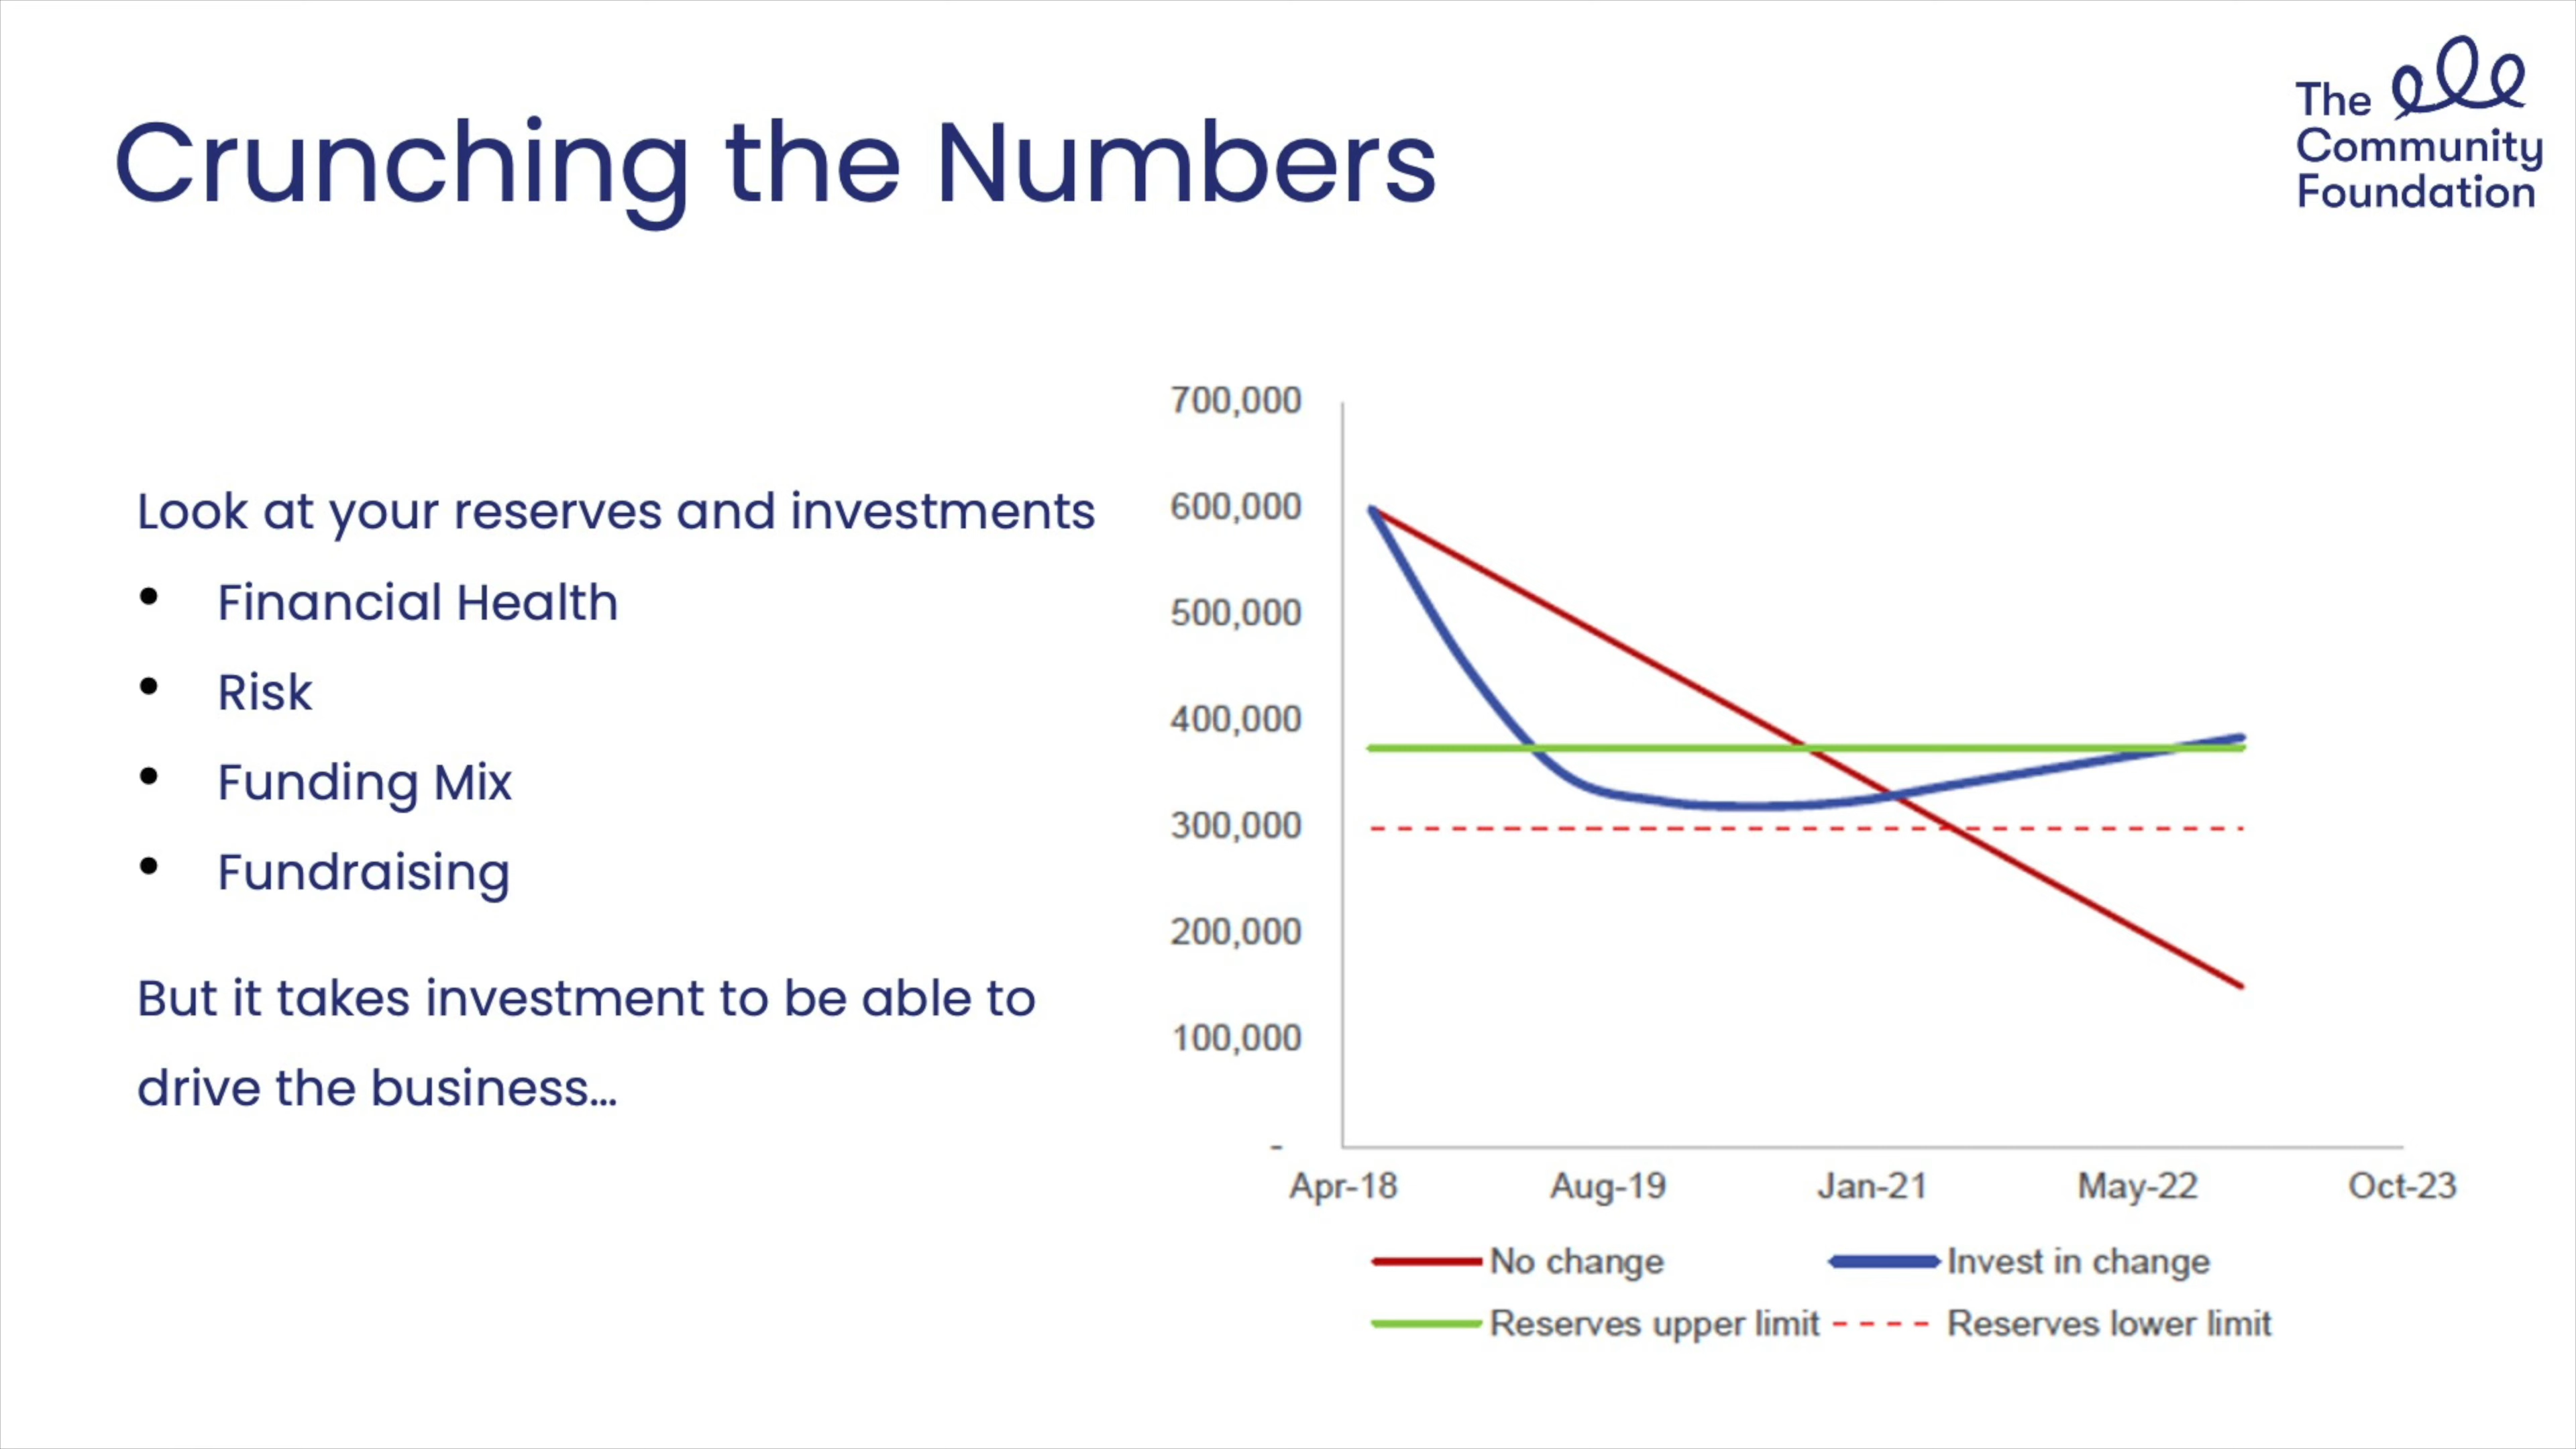 Crunching the Numbers
The
Community
Foundation
Look at your reserves and investments
• Financial Health
• Risk
• Funding Mix
• Fundraising
But it takes investment to be able to
drive the business...
700,000
600,000
500,000
400,000
300,000
200,000
100,000
-
Apr-18 Aug-19 Jan-21 May-22 Oct-23
No change Invest in change
Reserves upper limit Reserves lower limit